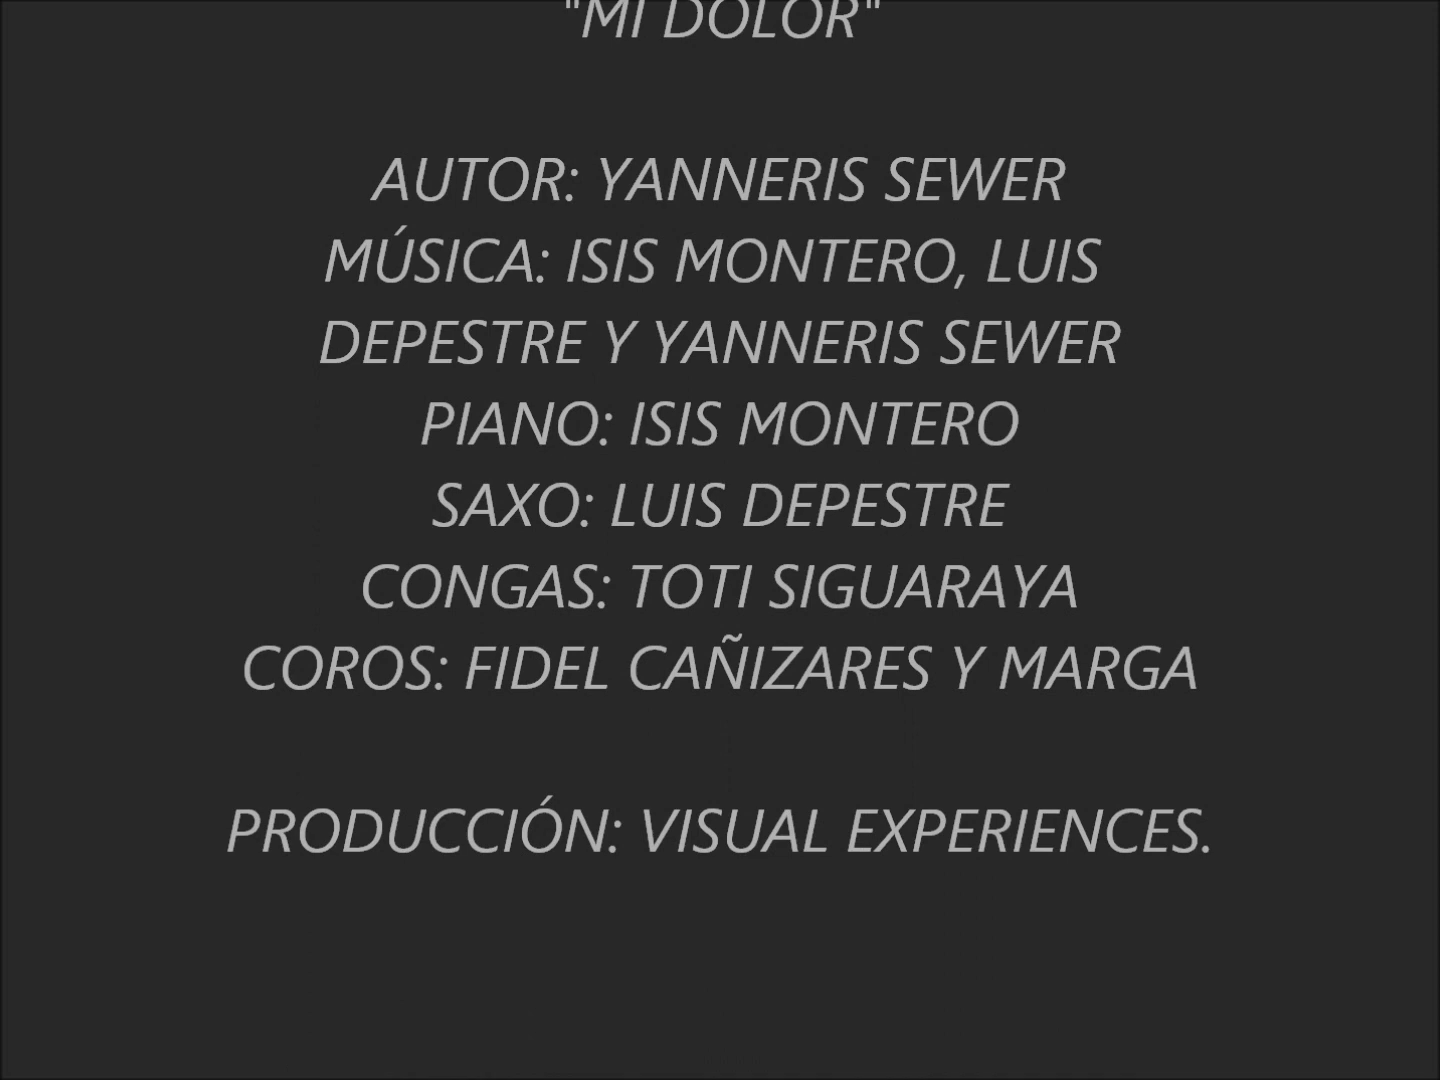 "MI DOLOR"
AUTOR: YANNERIS SEWER
MÚSICA: ISIS MONTERO, LUIS
DEPESTRE Y YANNERIS SEWER
PIANO: ISIS MONTERO
SAXO: LUIS DEPESTRE
CONGAS: TOTI SIGUARAYA
COROS: FIDEL CAÑIZARES Y MARGA
PRODUCCIÓN: VISUAL EXPERIENCES.